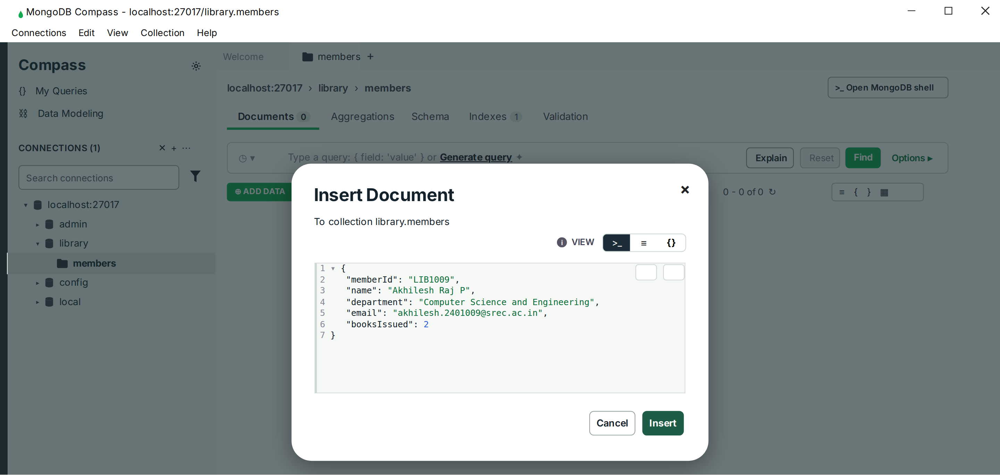 MongoDB Compass - localhost:27017/library.members
Connections Edit View Collection Help
Compass
{} My Queries
Data Modeling
CONNECTIONS (1) ✕ + ···
Search connections
▾ localhost:27017
▸ admin
▾ library
members
▸ config
▸ local
Welcome members +
localhost:27017 › library › members
>_ Open MongoDB shell
Documents 0 Aggregations Schema Indexes 1 Validation
Type a query: { field: 'value' } or Generate query
Explain Reset Find Options ▸
⊕ ADD DATA
0 - 0 of 0 ↻ ≡ { } ▦
Insert Document ×
To collection library.members
i VIEW >_ ≡ {}
1 ▾ {
2 "memberId": "LIB1009",
3 "name": "Akhilesh Raj P",
4 "department": "Computer Science and Engineering",
5 "email": "akhilesh.2401009@srec.ac.in",
6 "booksIssued": 2
7 }
Cancel Insert